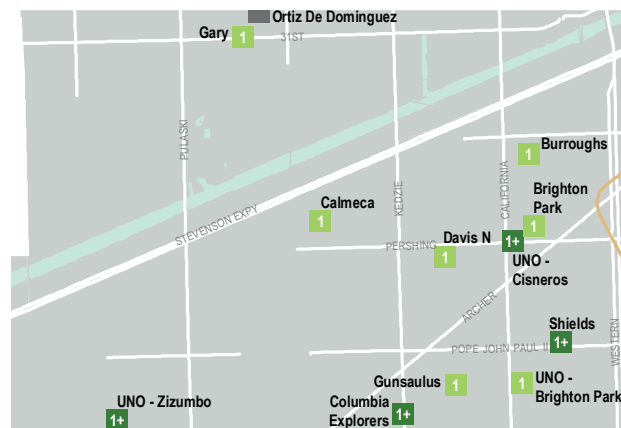 Ortiz De Dominguez
Gary
1
31ST
PULASKI
Burroughs
1
KEDZIE
CALIFORNIA
Brighton
Park
1
Calmeca
1
STEVENSON EXPY
Davis N
1
PERSHING
1+
UNO -
Cisneros
ARCHER
Shields
1+
POPE JOHN PAUL II
WESTERN
Gunsaulus
1
1
UNO -
Brighton Park
UNO - Zizumbo
1+
Columbia
Explorers
1+